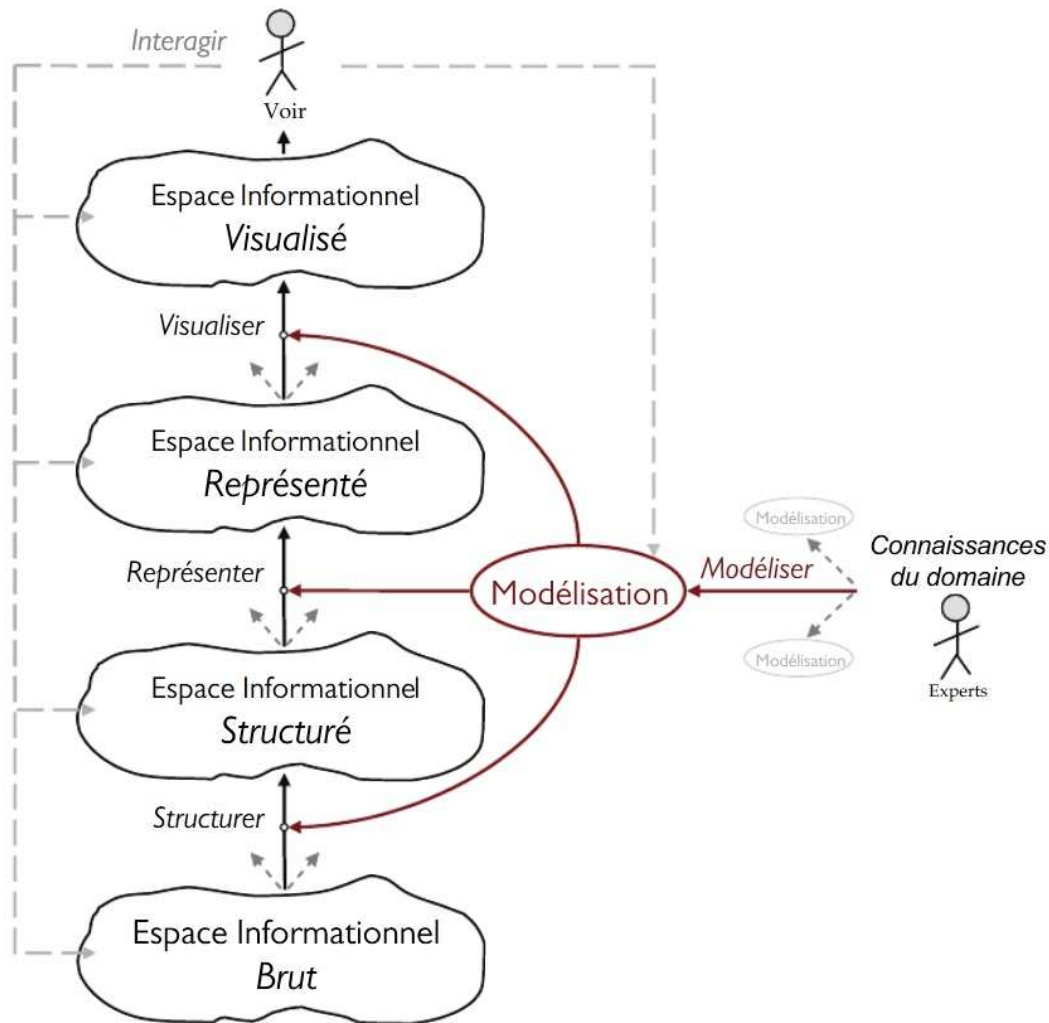 Interagir
Voir
Espace Informationnel
Visualisé
Visualiser
Espace Informationnel
Représenté
Représenter
Modélisation
Modéliser
Modélisation
Connaissances
du domaine
Modélisation
Experts
Espace Informationnel
Structuré
Structurer
Espace Informationnel
Brut